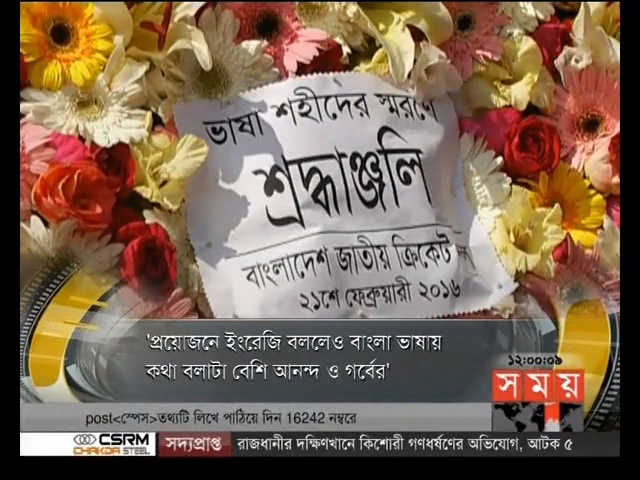 ভাষা শহীদের স্মরণে
শ্রদ্ধাঞ্জলি
বাংলাদেশ জাতীয় ক্রিকেট
২১শে ফেব্রুয়ারী ২০১৬
'প্রয়োজনে ইংরেজি বললেও বাংলা ভাষায়
কথা বলাটা বেশি আনন্দ ও গর্বের'
১২:০০:০৯
সময়
post<স্পেস>তথ্যটি লিখে পাঠিয়ে দিন 16242 নম্বরে
CSRM
CHAKDA STEEL
সদ্যপ্রাপ্ত রাজধানীর দক্ষিণখানে কিশোরী গণধর্ষণের অভিযোগ, আটক ৫